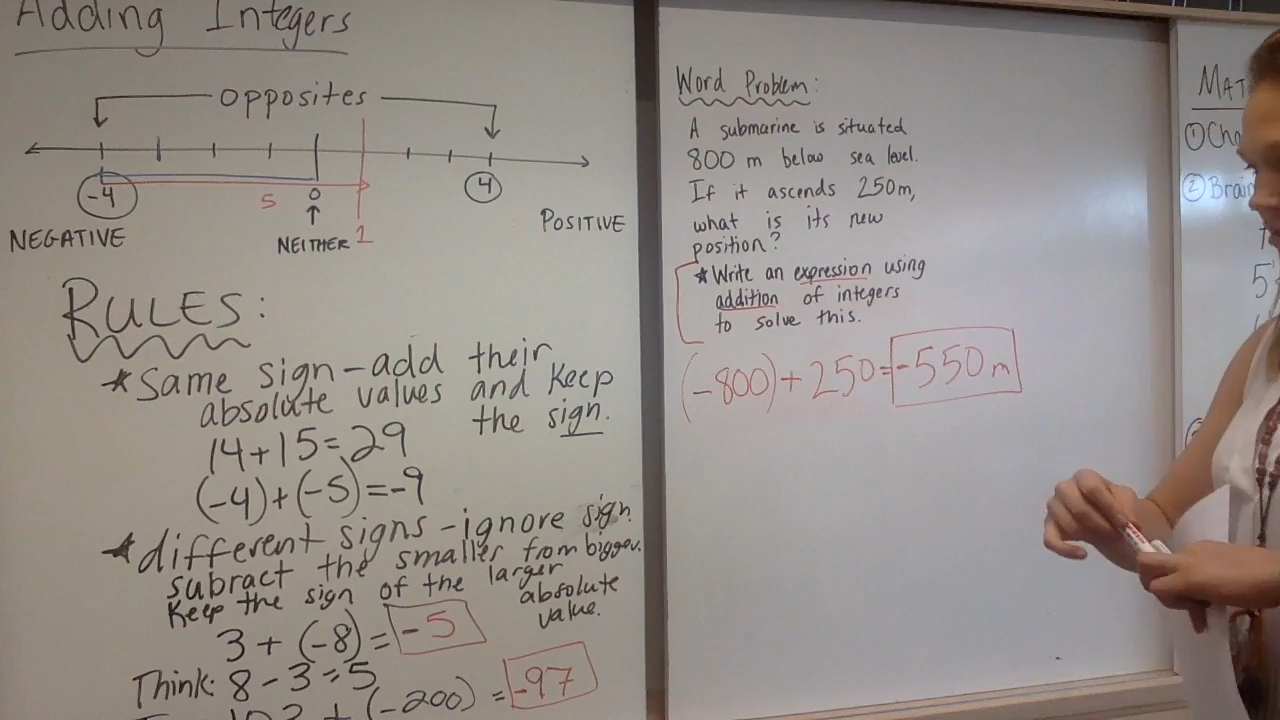 Adding Integers
opposites
-4
5
0
4
NEGATIVE
NEITHER
1
POSITIVE
RULES:
* Same sign - add their
absolute values and keep
the sign.
14+15=29
(-4)+(-5)=-9
* different signs - ignore sign.
subract the smaller from bigger.
Keep the sign of the larger
absolute
value.
3 + (-8) = -5
Think: 8 - 3 = 5
103 + (-200) = -97
Word Problem:
A submarine is situated
800 m below sea level.
If it ascends 250m,
what is its new
position?
* Write an expression using
addition of integers
to solve this.
(-800)+250=-550m
①
②